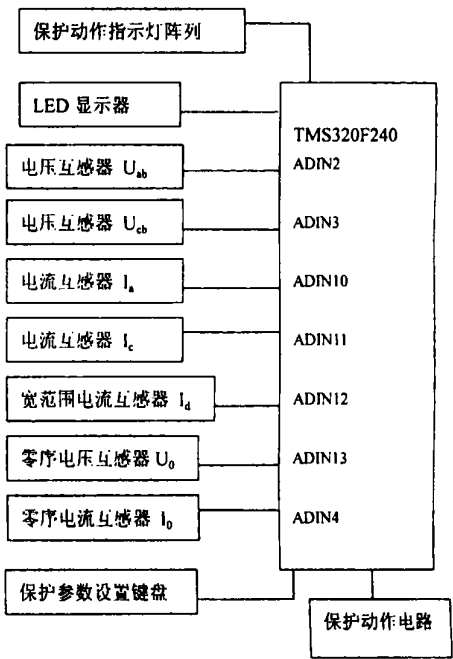 保护动作指示灯阵列
LED 显示器
TMS320F240
电压互感器 Uab
ADIN2
电压互感器 Ucb
ADIN3
电流互感器 Ia
ADIN10
电流互感器 Ic
ADIN11
宽范围电流互感器 Id
ADIN12
零序电压互感器 U0
ADIN13
零序电流互感器 I0
ADIN4
保护参数设置键盘
保护动作电路